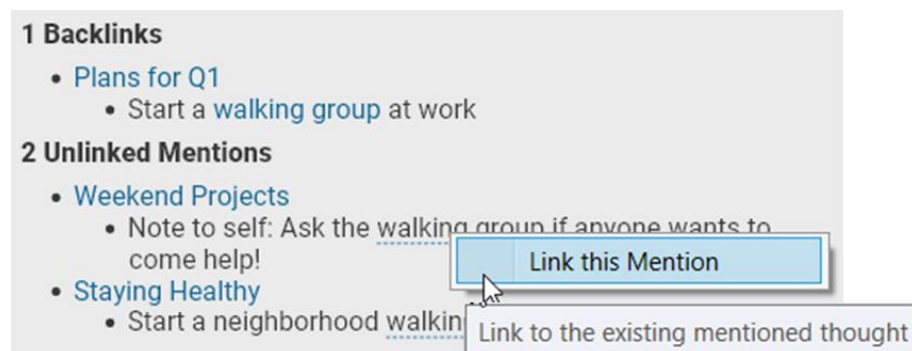 1 Backlinks
Plans for Q1
Start a walking group at work
2 Unlinked Mentions
Weekend Projects
Note to self: Ask the walking group if anyone wants to
come help!
Link this Mention
Staying Healthy
Start a neighborhood walking
Link to the existing mentioned thought